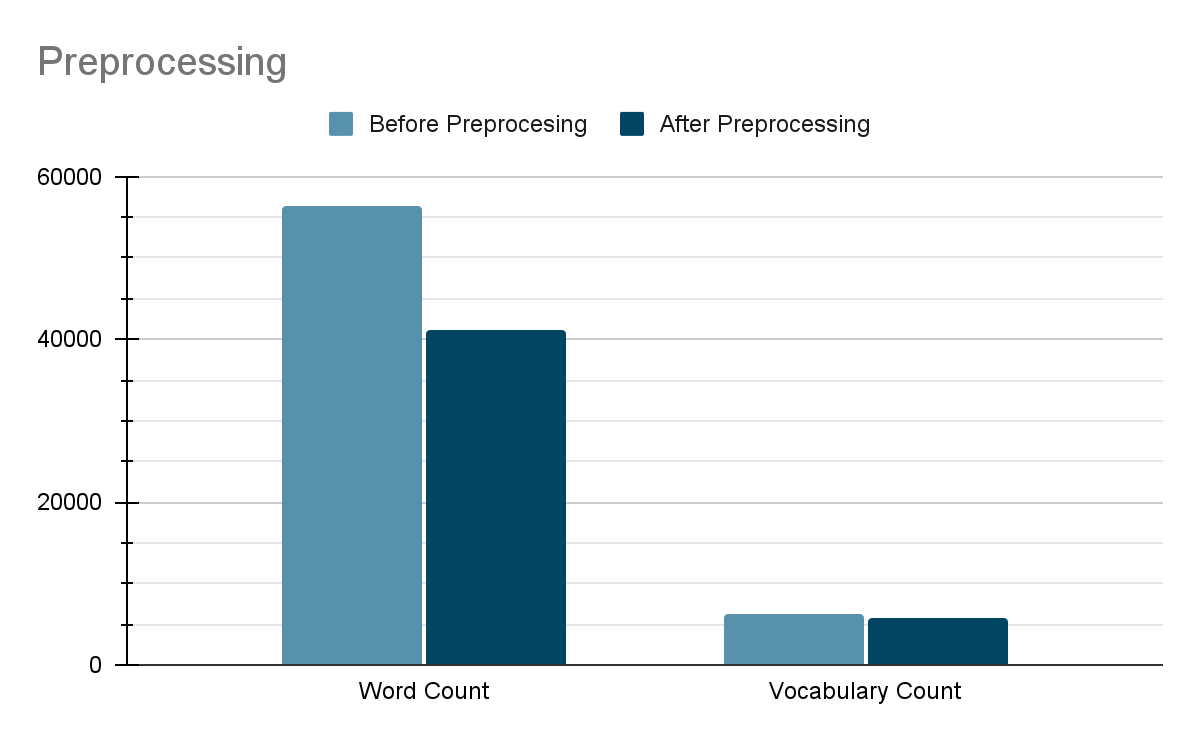 Preprocessing
Before Preprocesing After Preprocessing
60000
40000
20000
0
Word Count Vocabulary Count